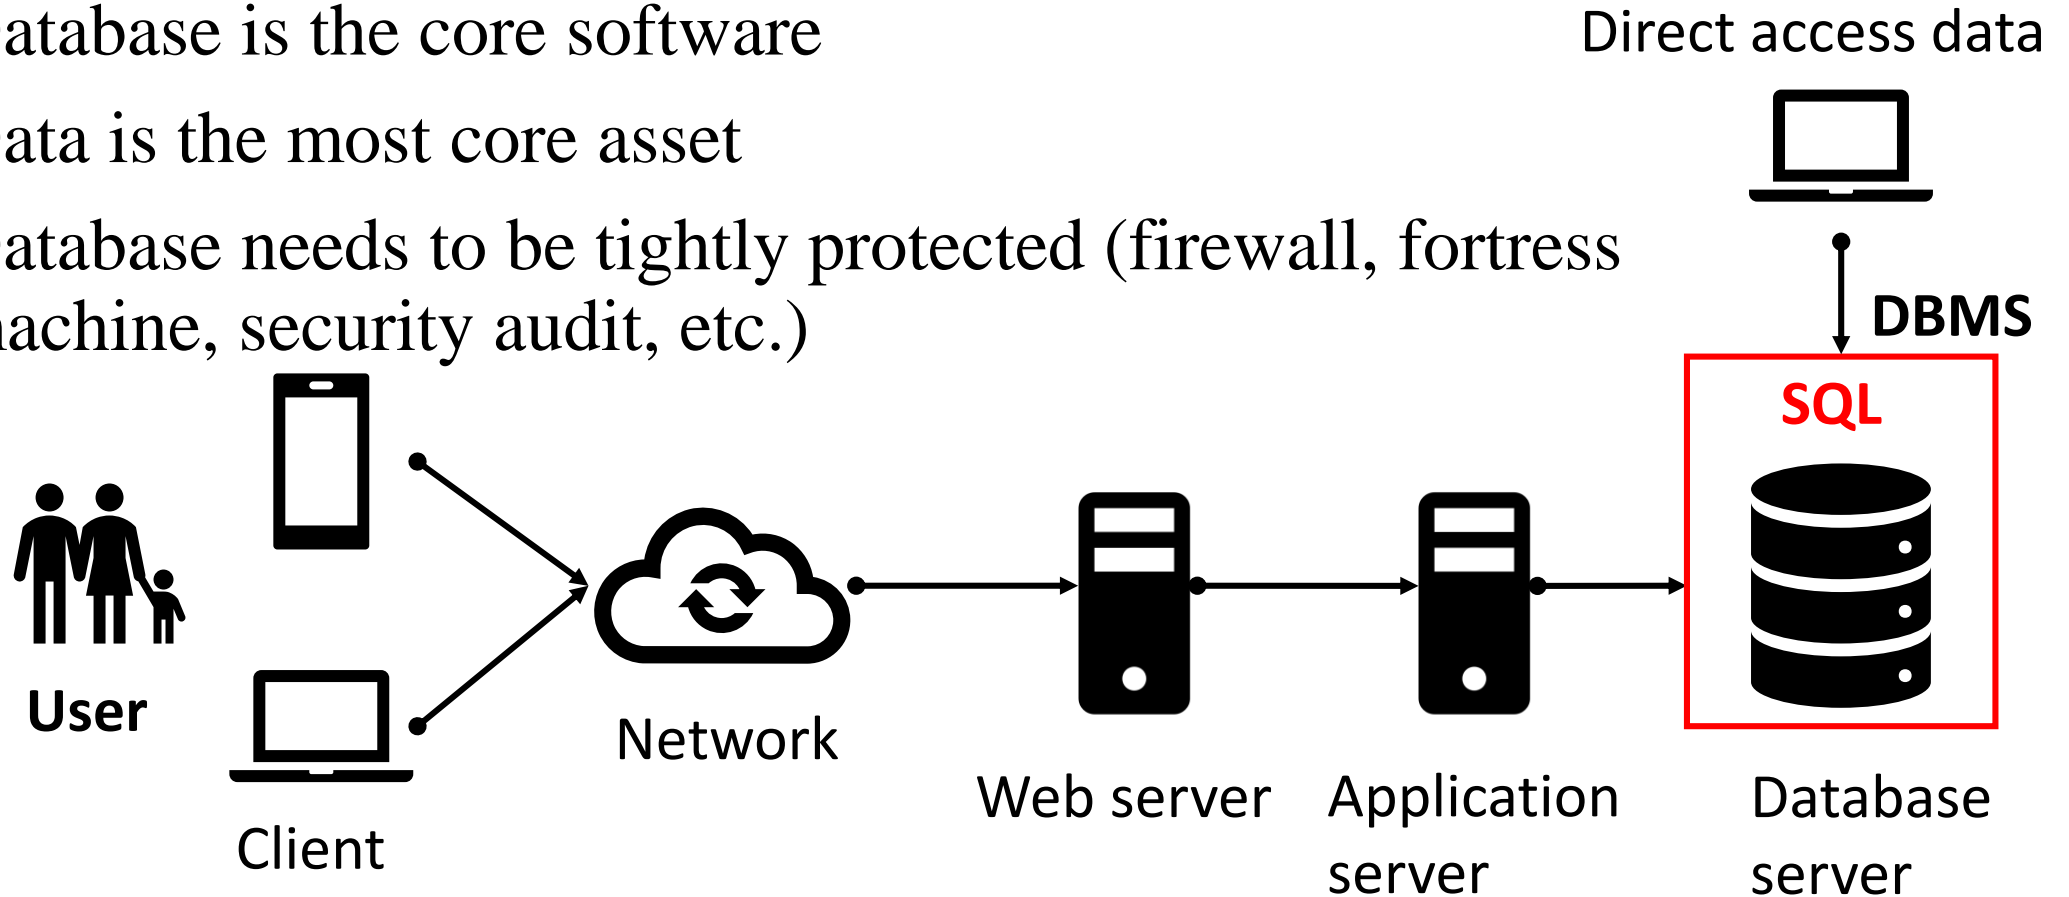 atabase is the core software
ata is the most core asset
atabase needs to be tightly protected (firewall, fortress
achine, security audit, etc.)
Direct access data
DBMS
SQL
User
Client
Network
Web server
Application
server
Database
server